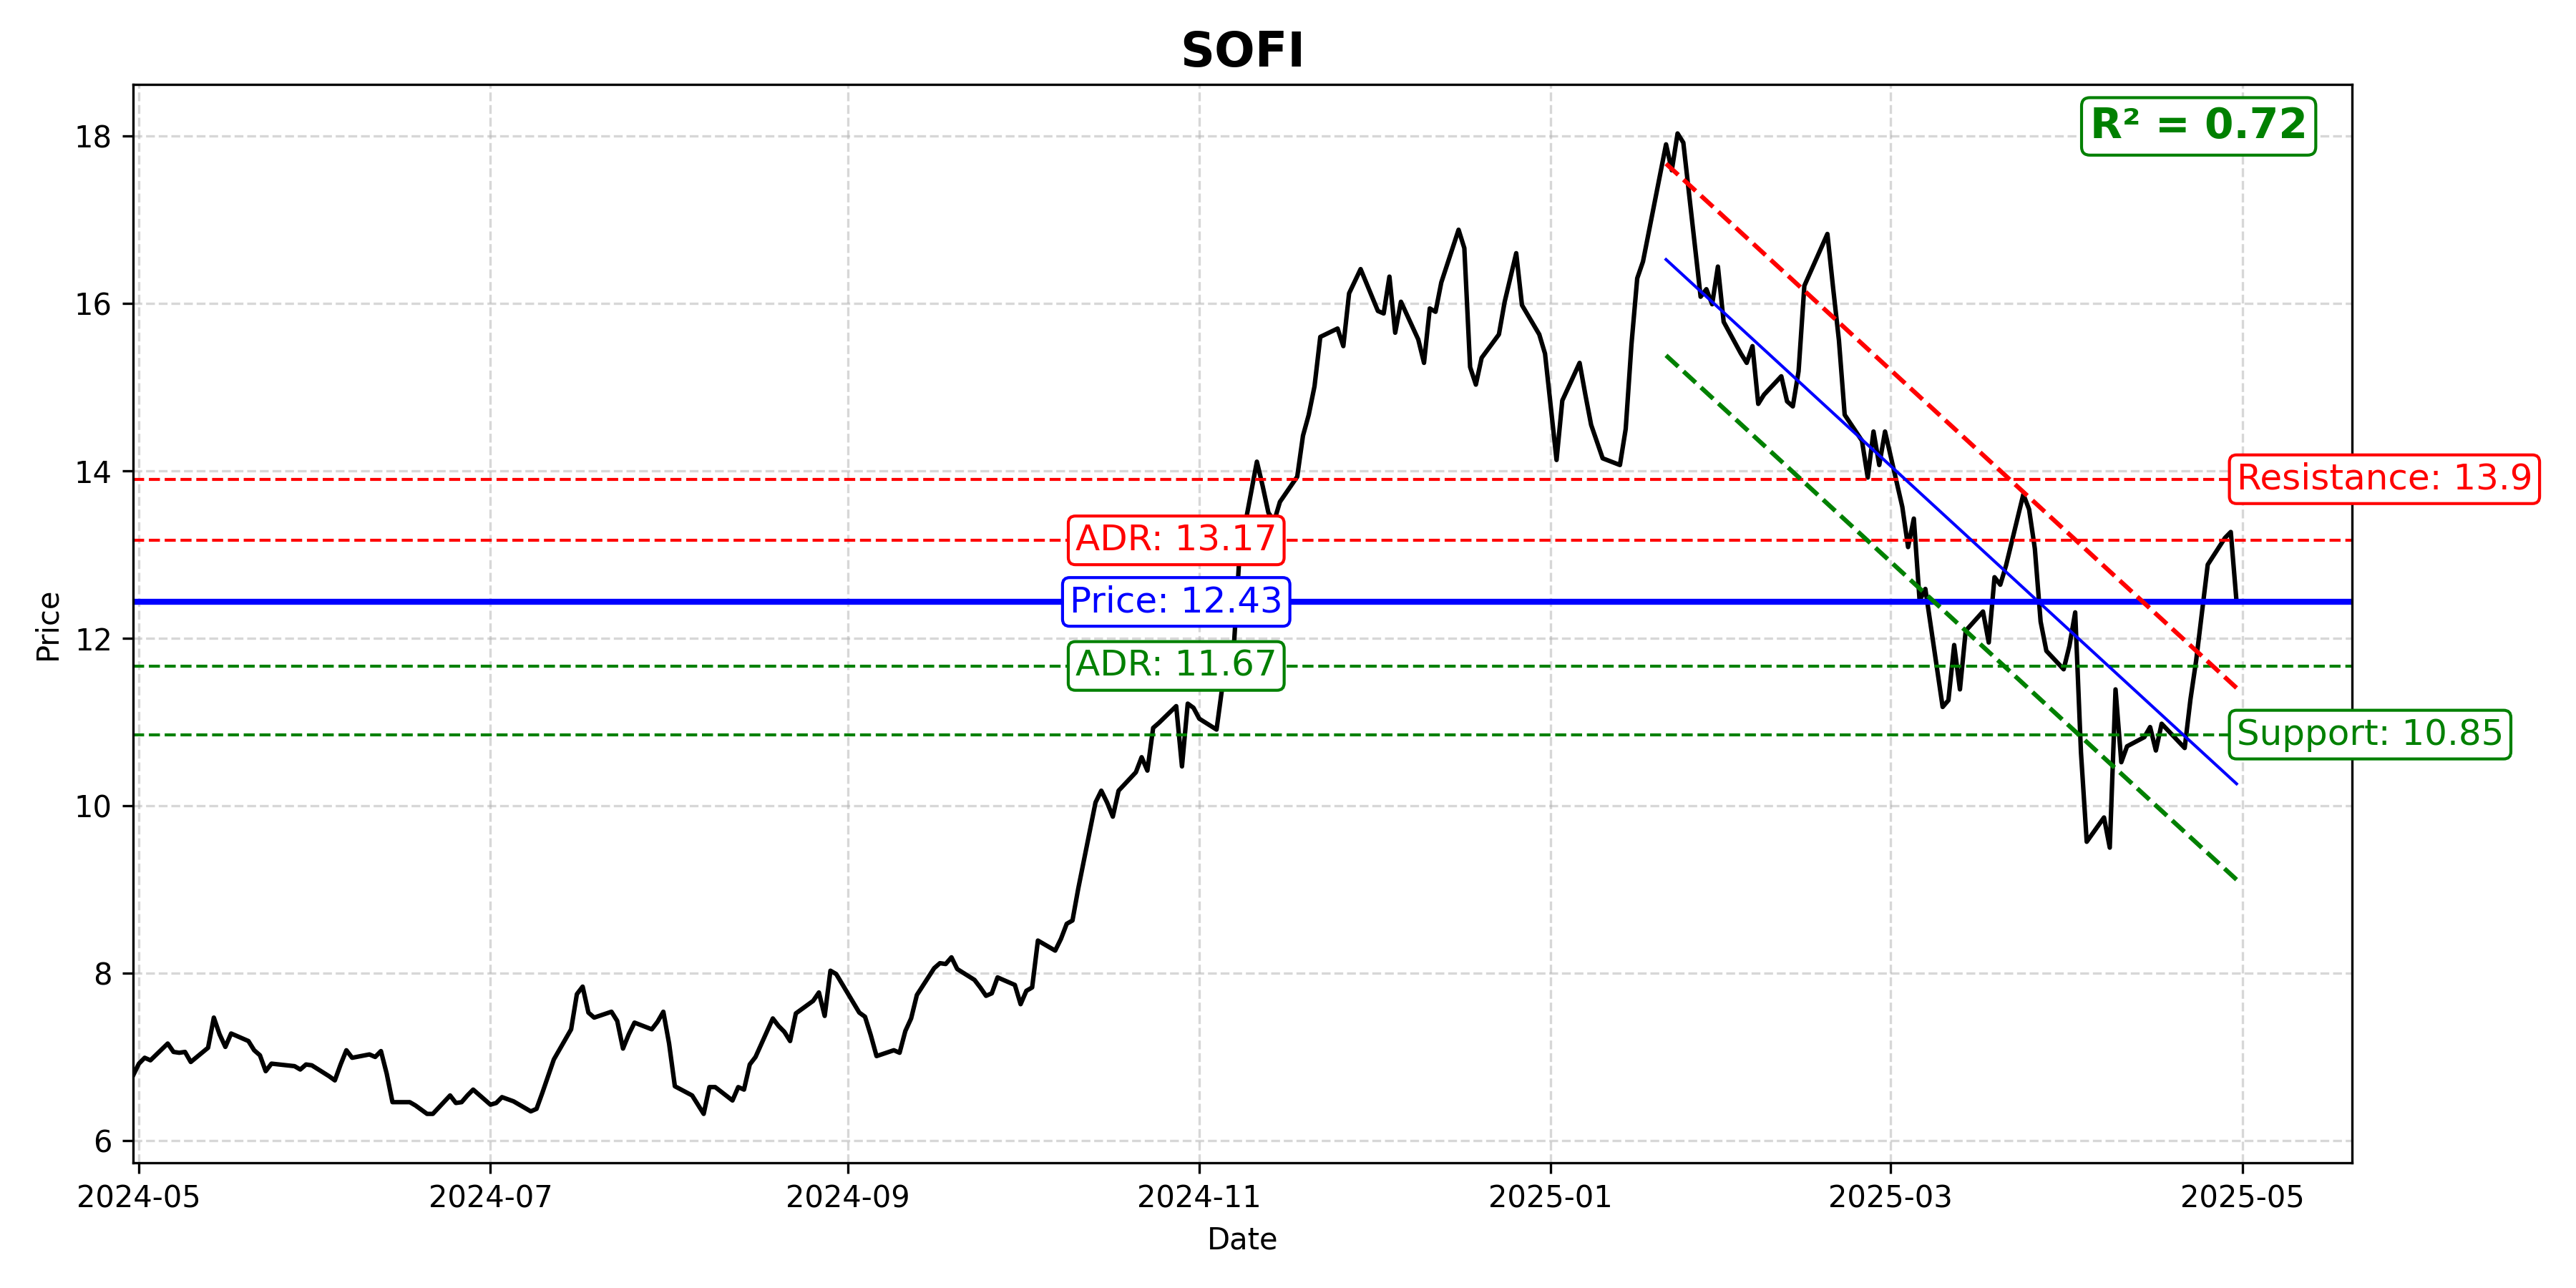 SOFI
R² = 0.72
18
16
14
12
10
8
6
Price
Resistance: 13.9
ADR: 13.17
Price: 12.43
ADR: 11.67
Support: 10.85
2024-05
2024-07
2024-09
2024-11
2025-01
2025-03
2025-05
Date